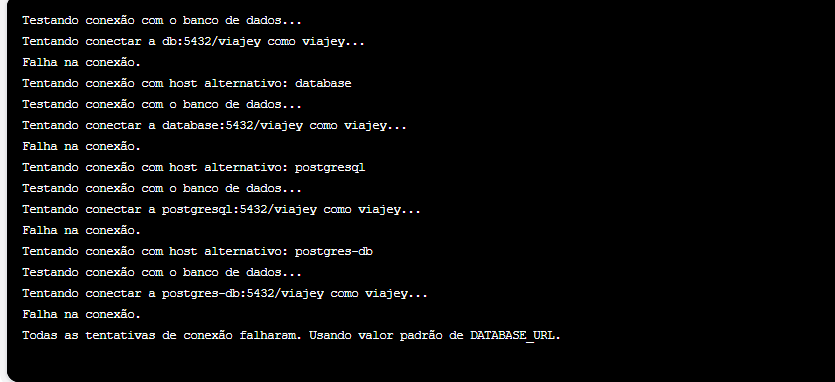 Testando conexão com o banco de dados...
Tentando conectar a db:5432/viajey como viajey...
Falha na conexão.
Tentando conexão com host alternativo: database
Testando conexão com o banco de dados...
Tentando conectar a database:5432/viajey como viajey...
Falha na conexão.
Tentando conexão com host alternativo: postgresql
Testando conexão com o banco de dados...
Tentando conectar a postgresql:5432/viajey como viajey...
Falha na conexão.
Tentando conexão com host alternativo: postgres-db
Testando conexão com o banco de dados...
Tentando conectar a postgres-db:5432/viajey como viajey...
Falha na conexão.
Todas as tentativas de conexão falharam. Usando valor padrão de DATABASE_URL.